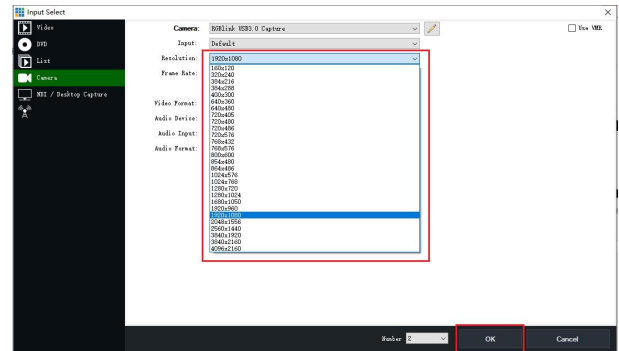 Input Select
Video
DVD
List
Camera
NDI / Desktop Capture
Camera: RGBlink USB3.0 Capture
Use VMR
Input: Default
Resolution: 1920x1080
160x120
320x240
384x216
384x288
400x300
640x360
640x480
720x405
720x480
720x486
720x576
768x432
768x576
800x600
854x480
864x486
1024x576
1024x768
1280x720
1280x1024
1680x1050
1920x960
1920x1080
2048x1556
2560x1440
3840x1920
3840x2160
4096x2160
Frame Rate:
Video Format:
Audio Device:
Audio Input:
Audio Format:
Number 2
OK
Cancel